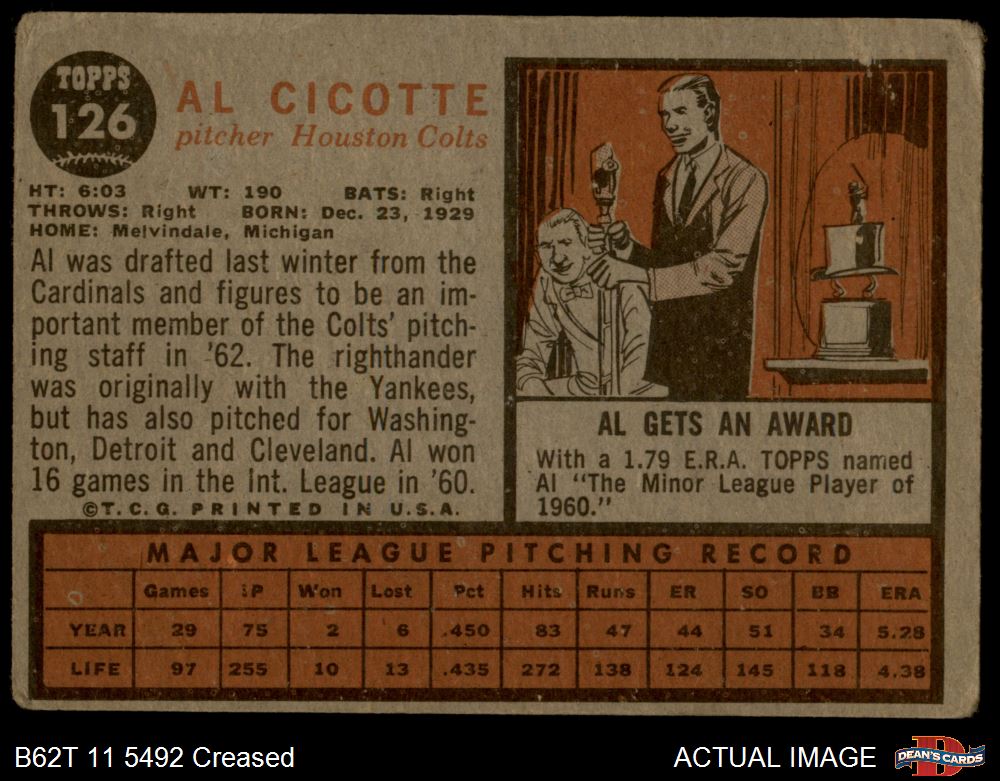 TOPPS
126
AL CICOTTE
pitcher Houston Colts
HT: 6:03 WT: 190 BATS: Right
THROWS: Right BORN: Dec. 23, 1929
HOME: Melvindale, Michigan
Al was drafted last winter from the
Cardinals and figures to be an im-
portant member of the Colts' pitch-
ing staff in '62. The righthander
was originally with the Yankees,
but has also pitched for Washing-
ton, Detroit and Cleveland. Al won
16 games in the Int. League in '60.
©T.C.G. PRINTED IN U.S.A.
AL GETS AN AWARD
With a 1.79 E.R.A. TOPPS named
Al "The Minor League Player of
1960."
MAJOR LEAGUE PITCHING RECORD
Games IP Won Lost Pct Hits Runs ER SO BB ERA
YEAR 29 75 2 6 .450 83 47 44 51 34 5.28
LIFE 97 255 10 13 .435 272 138 124 145 118 4.38
B62T 11 5492 Creased
ACTUAL IMAGE
DEAN'S CARDS